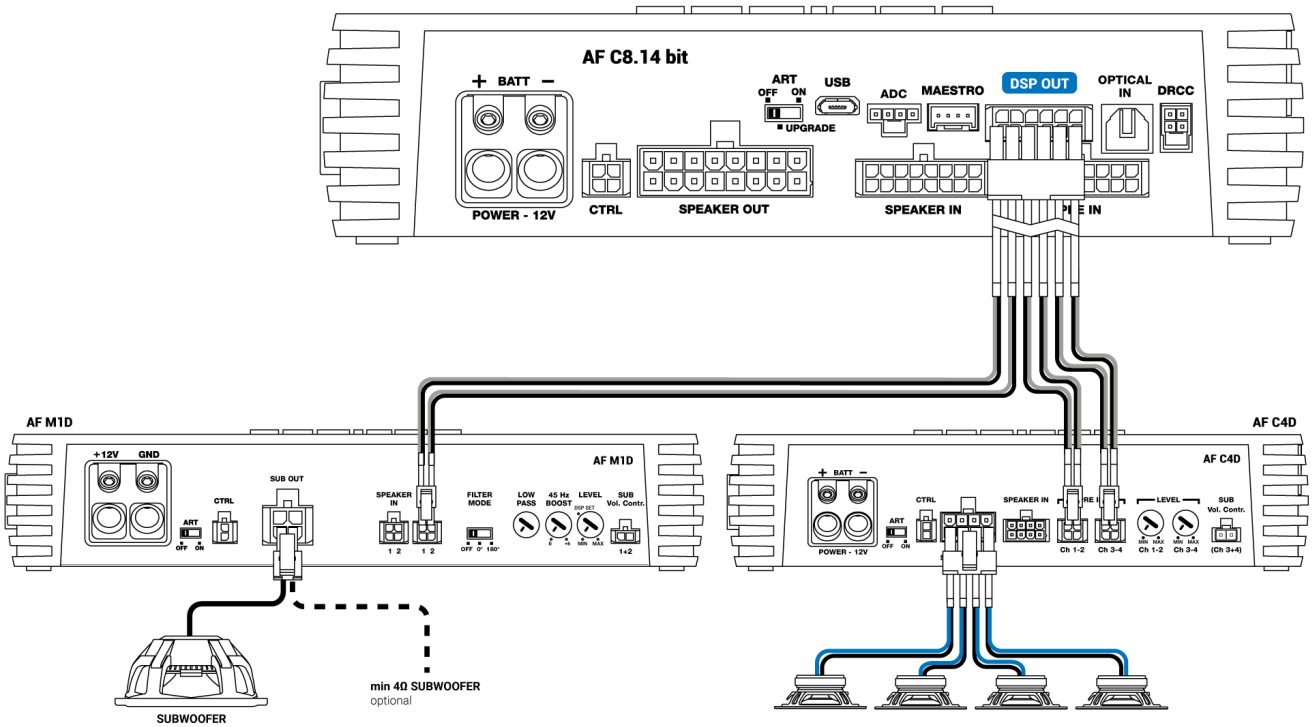 AF C8.14 bit
+ BATT −
POWER - 12V
CTRL
SPEAKER OUT
ART
OFF ON
UPGRADE
USB
ADC
MAESTRO
DSP OUT
OPTICAL
IN
DRCC
SPEAKER IN
IN
AF M1D
+12V GND
ART
OFF ON
CTRL
SUB OUT
SPEAKER
IN
1 2
1 2
AF M1D
FILTER
MODE
OFF 0° 180°
LOW
PASS
45 Hz
BOOST
0 +6
LEVEL
DSP SET
MIN MAX
SUB
Vol. Contr.
1+2
SUBWOOFER
min 4Ω SUBWOOFER
optional
AF C4D
AF C4D
+ BATT −
POWER - 12V
ART
OFF ON
CTRL
SPEAKER IN
Ch 1-2
Ch 3-4
LEVEL
MIN MAX
Ch 1-2
MIN MAX
Ch 3-4
SUB
Vol. Contr.
(Ch 3+4)